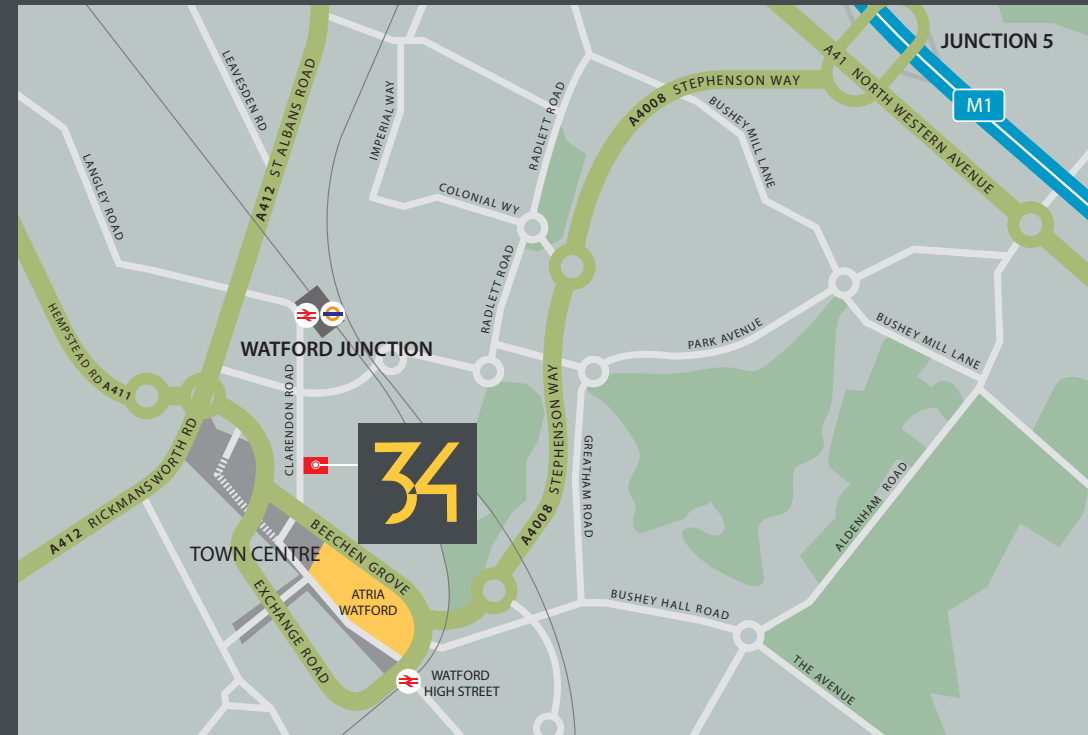 JUNCTION 5
M1
A41 NORTH WESTERN AVENUE
A4008 STEPHENSON WAY
BUSHEY MILL LANE
RADLETT ROAD
IMPERIAL WAY
LEAVESDEN RD
A412 ST ALBANS ROAD
LANGLEY ROAD
COLONIAL WY
RADLETT ROAD
HEMPSTEAD RD A411
WATFORD JUNCTION
PARK AVENUE
BUSHEY MILL LANE
CLARENDON ROAD
34
A4008 STEPHENSON WAY
GREATHAM ROAD
ALDENHAM ROAD
A412 RICKMANSWORTH RD
TOWN CENTRE
BEECHEN GROVE
ATRIA
WATFORD
EXCHANGE ROAD
BUSHEY HALL ROAD
THE AVENUE
WATFORD
HIGH STREET